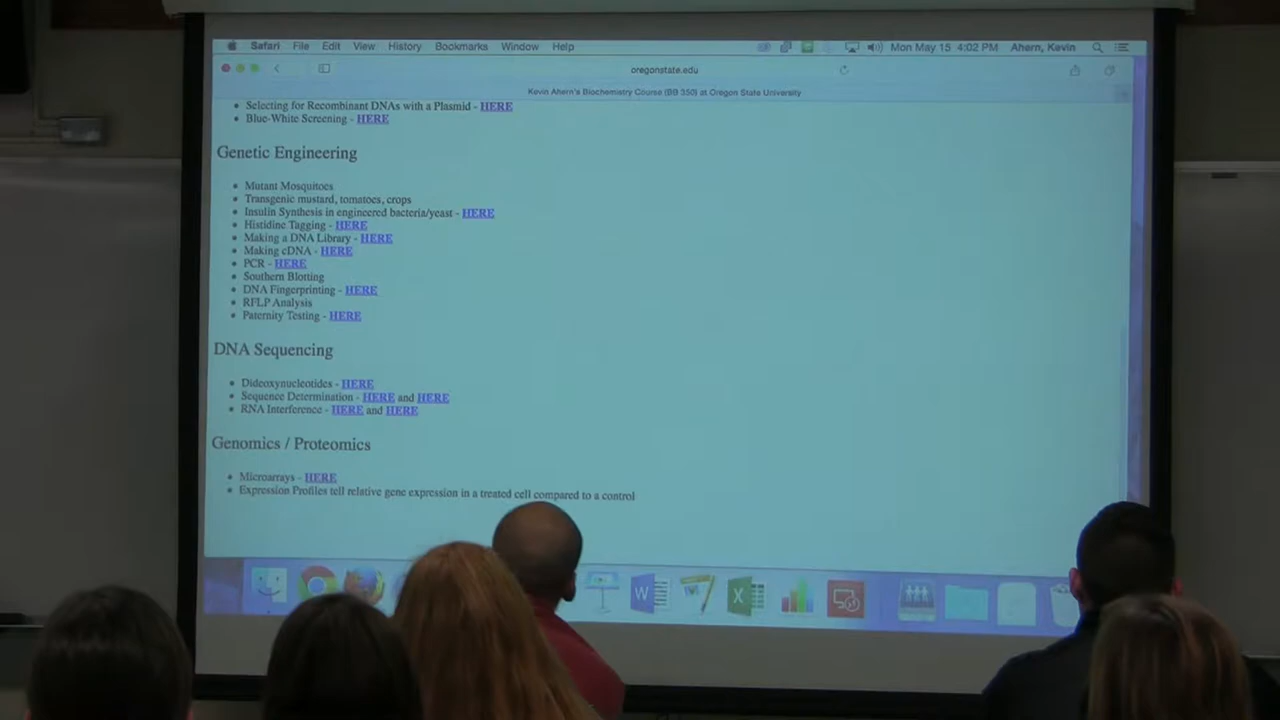 Safari File Edit View History Bookmarks Window Help Mon May 15 4:02 PM Ahern, Kevin
oregonstate.edu
Kevin Ahern's Biochemistry Course (BB 350) at Oregon State University
• Selecting for Recombinant DNAs with a Plasmid - HERE
• Blue-White Screening - HERE
Genetic Engineering
• Mutant Mosquitoes
• Transgenic mustard, tomatoes, crops
• Insulin Synthesis in engineered bacteria/yeast - HERE
• Histidine Tagging - HERE
• Making a DNA Library - HERE
• Making cDNA - HERE
• PCR - HERE
• Southern Blotting
• DNA Fingerprinting - HERE
• RFLP Analysis
• Paternity Testing - HERE
DNA Sequencing
• Dideoxynucleotides - HERE
• Sequence Determination - HERE and HERE
• RNA Interference - HERE and HERE
Genomics / Proteomics
• Microarrays - HERE
• Expression Profiles tell relative gene expression in a treated cell compared to a control
W X